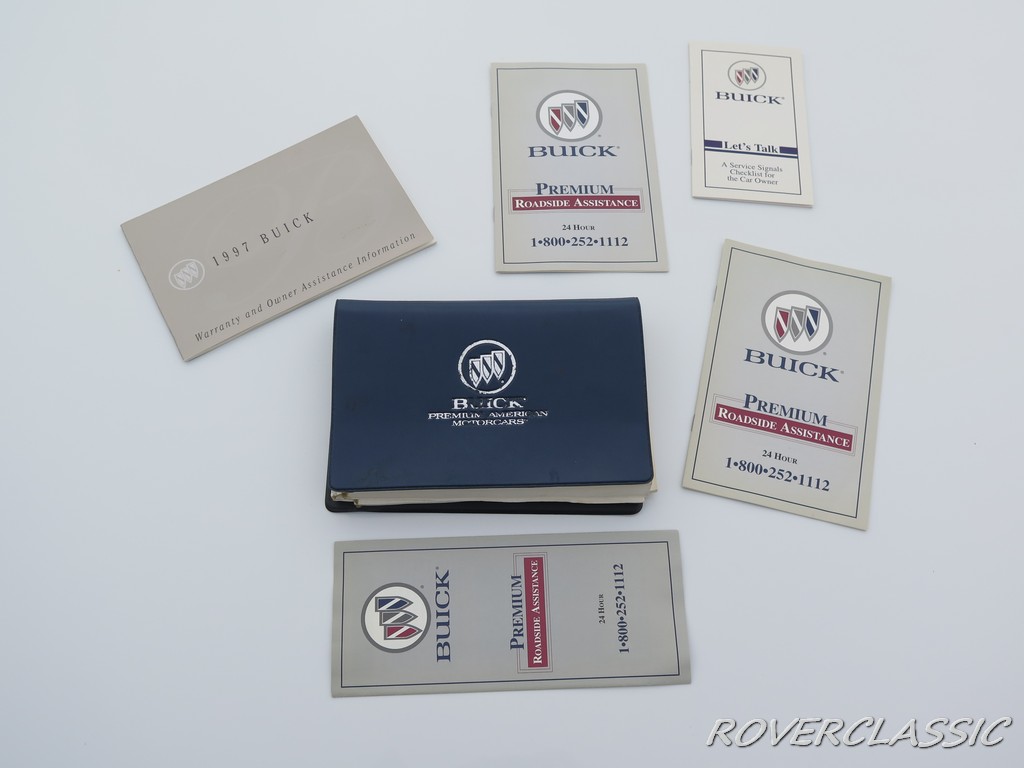 BUICK
Let's Talk
A Service Signals
Checklist for
the Car Owner
BUICK
PREMIUM
ROADSIDE ASSISTANCE
24 HOUR
1•800•252•1112
1997 BUICK
Warranty and Owner Assistance Information
BUICK
PREMIUM
ROADSIDE ASSISTANCE
24 HOUR
1•800•252•1112
BUICK
PREMIUM AMERICAN
MOTORCARS
BUICK
PREMIUM
ROADSIDE ASSISTANCE
24 HOUR
1•800•252•1112
ROVERCLASSIC